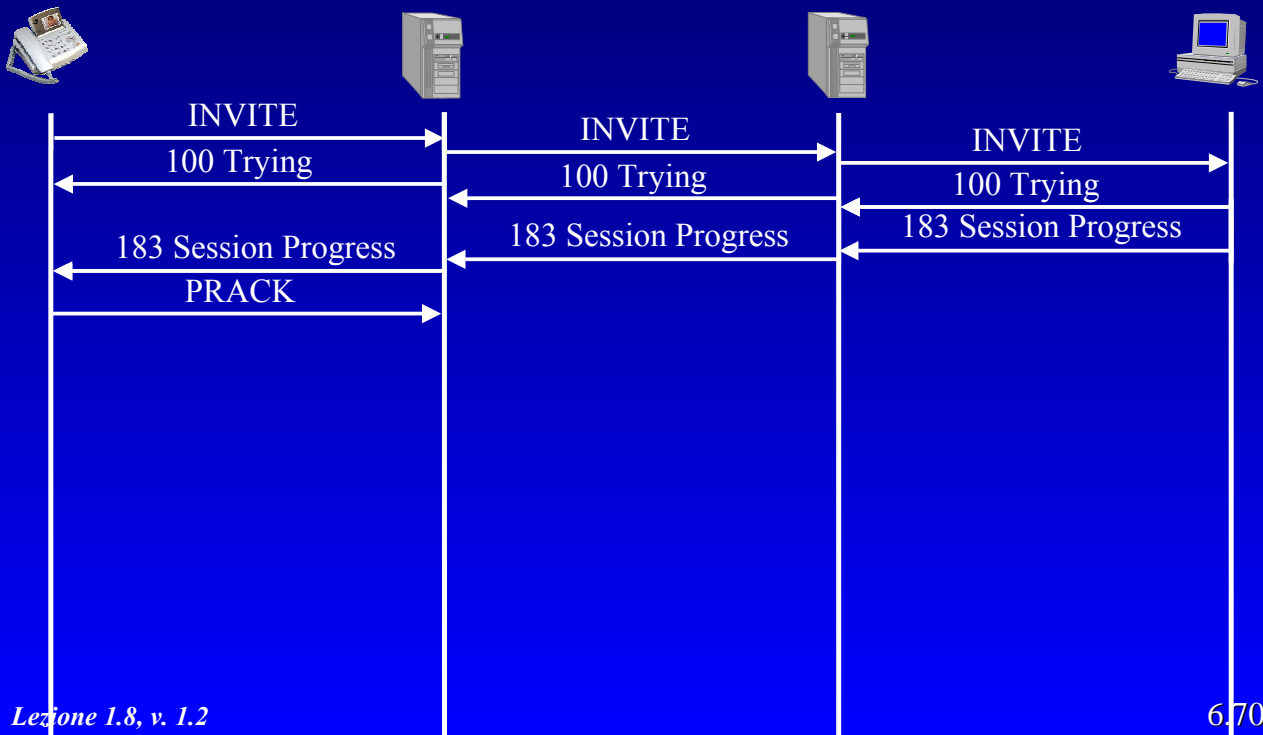 INVITE
INVITE
INVITE
100 Trying
100 Trying
100 Trying
183 Session Progress
183 Session Progress
183 Session Progress
PRACK
Lezione 1.8, v. 1.2
6.70